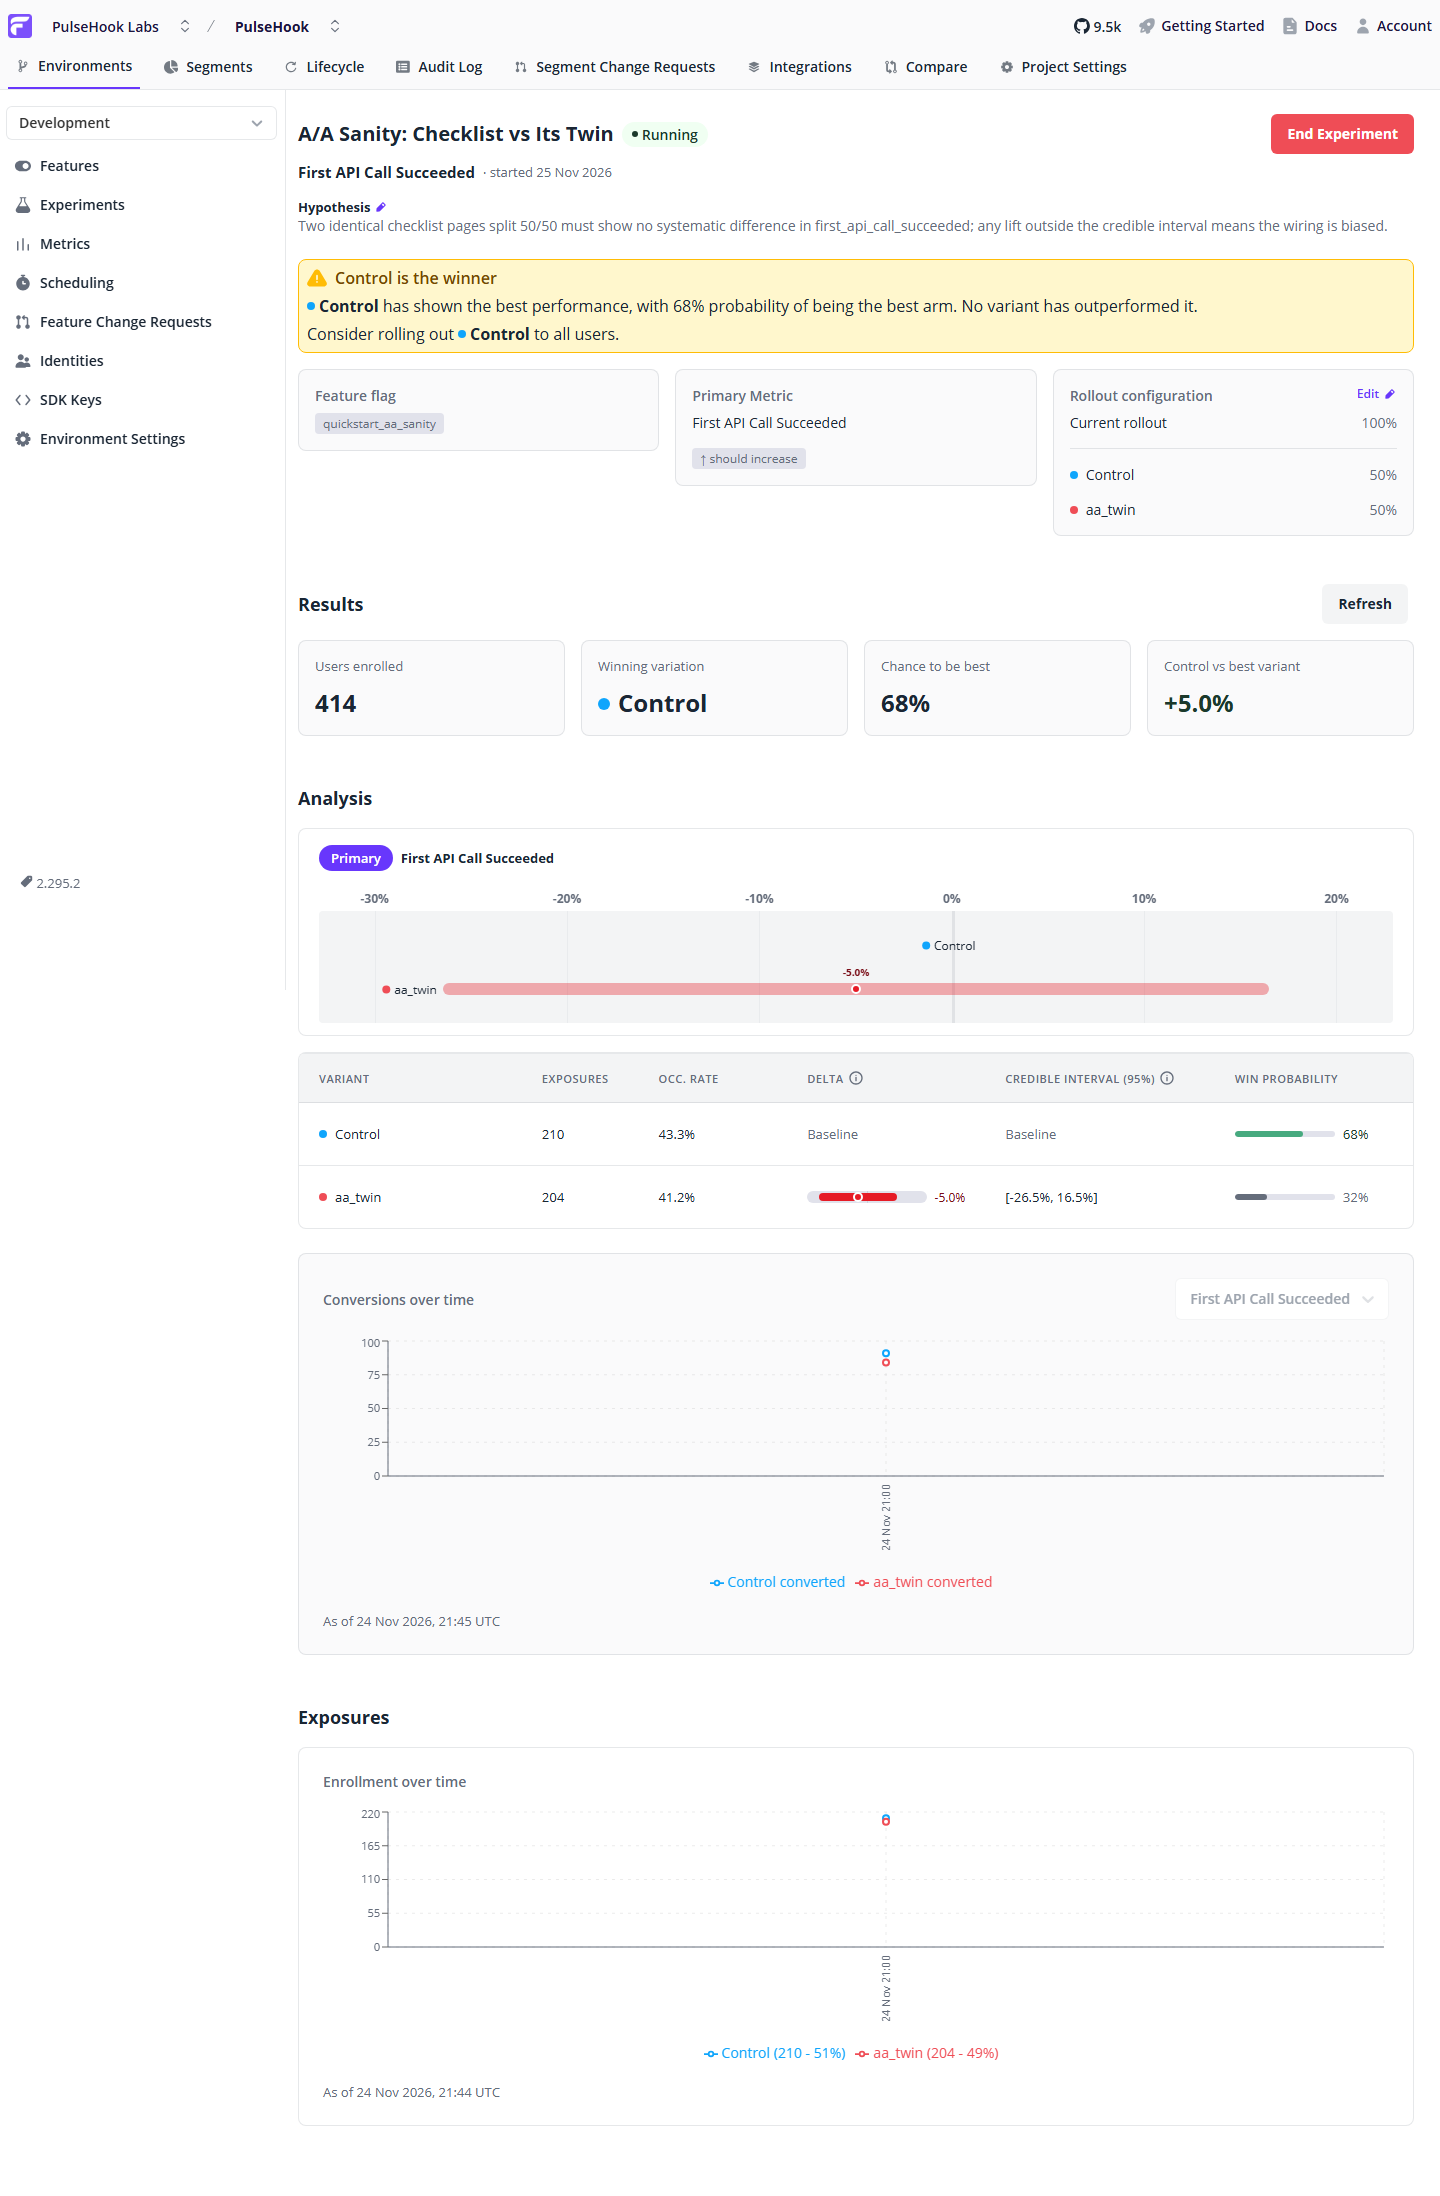 PulseHook Labs / PulseHook 9.5k Getting Started Docs Account
Environments Segments Lifecycle Audit Log Segment Change Requests Integrations Compare Project Settings
Development
Features
Experiments
Metrics
Scheduling
Feature Change Requests
Identities
SDK Keys
Environment Settings
2.295.2
A/A Sanity: Checklist vs Its Twin Running End Experiment
First API Call Succeeded · started 25 Nov 2026
Hypothesis
Two identical checklist pages split 50/50 must show no systematic difference in first_api_call_succeeded; any lift outside the credible interval means the wiring is biased.
Control is the winner
Control has shown the best performance, with 68% probability of being the best arm. No variant has outperformed it.
Consider rolling out Control to all users.
Feature flag
quickstart_aa_sanity
Primary Metric
First API Call Succeeded
↑ should increase
Rollout configuration Edit
Current rollout 100%
Control 50%
aa_twin 50%
Results Refresh
Users enrolled
414
Winning variation
Control
Chance to be best
68%
Control vs best variant
+5.0%
Analysis
Primary First API Call Succeeded
-30% -20% -10% 0% 10% 20%
Control
-5.0%
aa_twin
VARIANT EXPOSURES OCC. RATE DELTA CREDIBLE INTERVAL (95%) WIN PROBABILITY
Control 210 43.3% Baseline Baseline 68%
aa_twin 204 41.2% -5.0% [-26.5%, 16.5%] 32%
Conversions over time First API Call Succeeded
100
75
50
25
0
24 Nov 21:00
Control converted aa_twin converted
As of 24 Nov 2026, 21:45 UTC
Exposures
Enrollment over time
220
165
110
55
0
24 Nov 21:00
Control (210 - 51%) aa_twin (204 - 49%)
As of 24 Nov 2026, 21:44 UTC